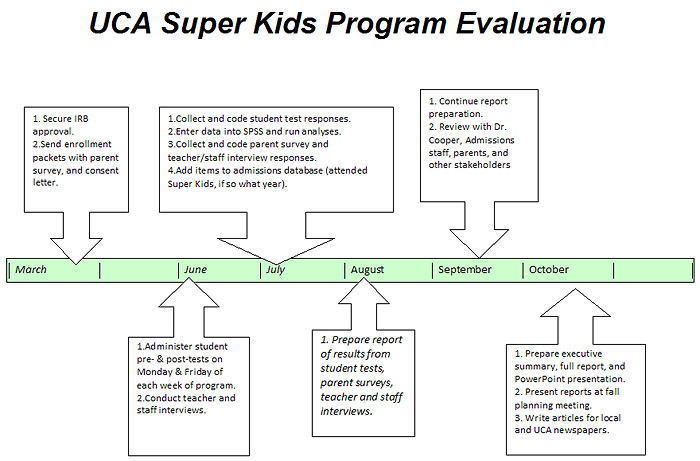 UCA Super Kids Program Evaluation
1. Secure IRB
approval.
2.Send enrollment
packets with parent
survey, and consent
letter.
1.Collect and code student test responses.
2.Enter data into SPSS and run analyses.
3.Collect and code parent survey and
teacher/staff interview responses.
4.Add items to admissions database (attended
Super Kids, if so what year).
1. Continue report
preparation.
2. Review with Dr.
Cooper, Admissions
staff, parents, and
other stakeholders
March
June
July
August
September
October
1.Administer student
pre- & post-tests on
Monday & Friday of
each week of program.
2.Conduct teacher and
staff interviews.
1. Prepare report
of results from
student tests,
parent surveys,
teacher and staff
interviews.
1. Prepare executive
summary, full report, and
PowerPoint presentation.
2. Present reports at fall
planning meeting.
3. Write articles for local
and UCA newspapers.